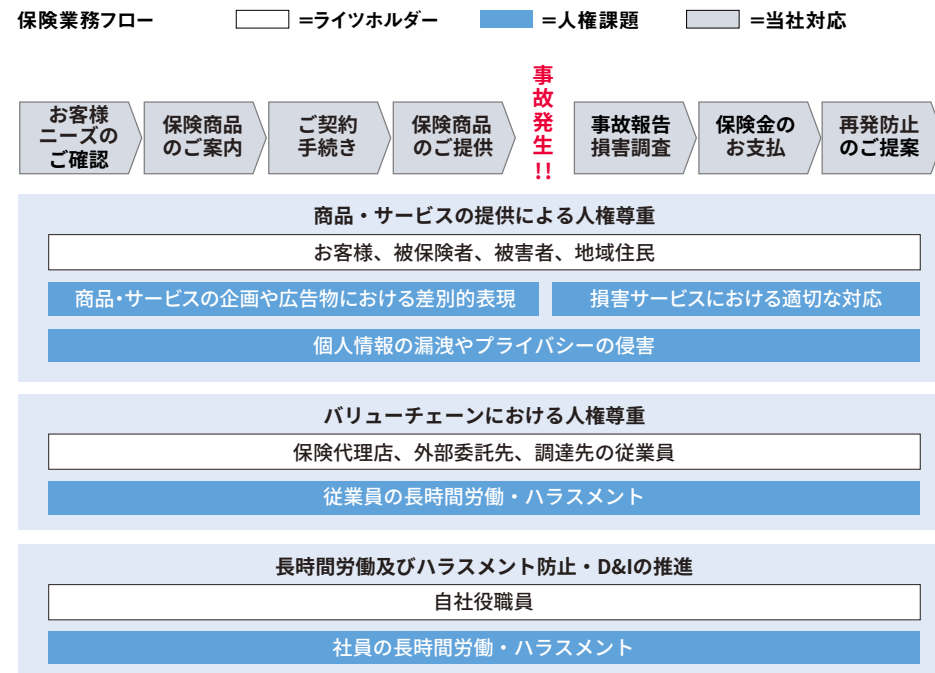 保険業務フロー
=ライツホルダー
=人権課題
=当社対応
お客様
ニーズの
ご確認
保険商品
のご案内
ご契約
手続き
保険商品
のご提供
事故発生!!
事故報告
損害調査
保険金の
お支払
再発防止
のご提案
商品・サービスの提供による人権尊重
お客様、被保険者、被害者、地域住民
商品・サービスの企画や広告物における差別的表現
損害サービスにおける適切な対応
個人情報の漏洩やプライバシーの侵害
バリューチェーンにおける人権尊重
保険代理店、外部委託先、調達先の従業員
従業員の長時間労働・ハラスメント
長時間労働及びハラスメント防止・D&Iの推進
自社役職員
社員の長時間労働・ハラスメント